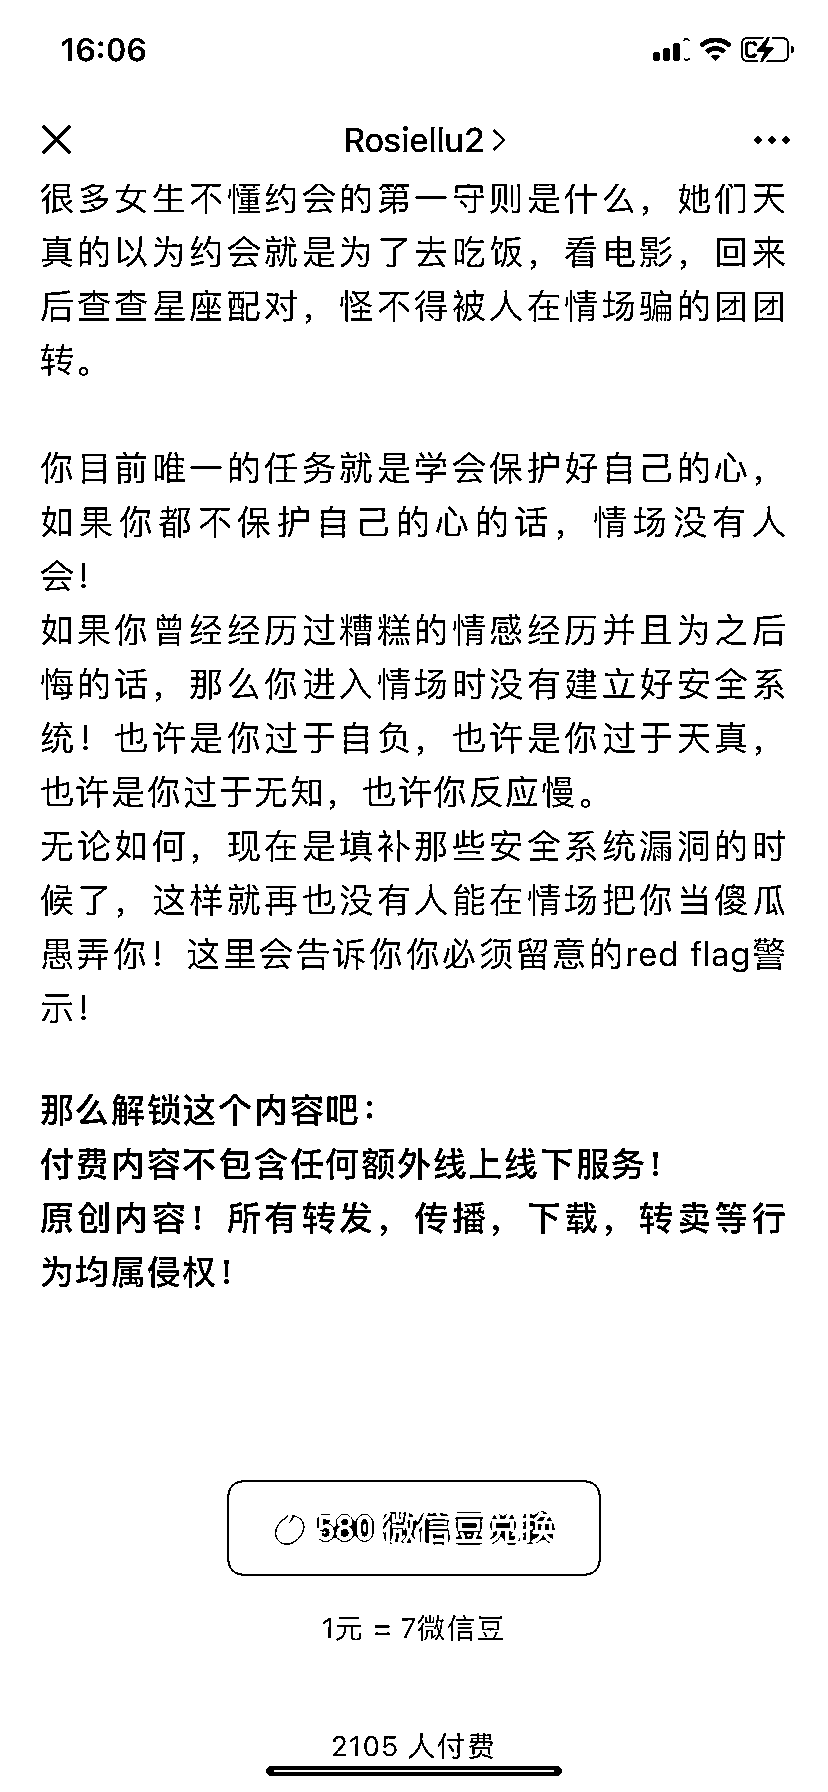 16:06
Rosiellu2
很多女生不懂约会的第一守则是什么，她们天
真的以为约会就是为了去吃饭，看电影，回来
后查查星座配对，怪不得被人在情场骗的团团
转。
你目前唯一的任务就是学会保护好自己的心，
如果你都不保护自己的心的话，情场没有人
会！
如果你曾经经历过糟糕的情感经历并且为之后
悔的话，那么你进入情场时没有建立好安全系
统！也许是你过于自负，也许是你过于天真，
也许是你过于无知，也许你反应慢。
无论如何，现在是填补那些安全系统漏洞的时
候了，这样就再也没有人能在情场把你当傻瓜
愚弄你！这里会告诉你你必须留意的red flag警
示！
那么解锁这个内容吧：
付费内容不包含任何额外线上线下服务！
原创内容！所有转发，传播，下载，转卖等行
为均属侵权！
580 微信豆兑换
1元 = 7微信豆
2105 人付费